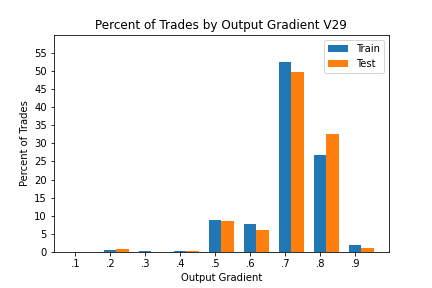 Percent of Trades by Output Gradient V29
Train
Test
Percent of Trades
55
50
45
40
35
30
25
20
15
10
5
0
.1 .2 .3 .4 .5 .6 .7 .8 .9
Output Gradient